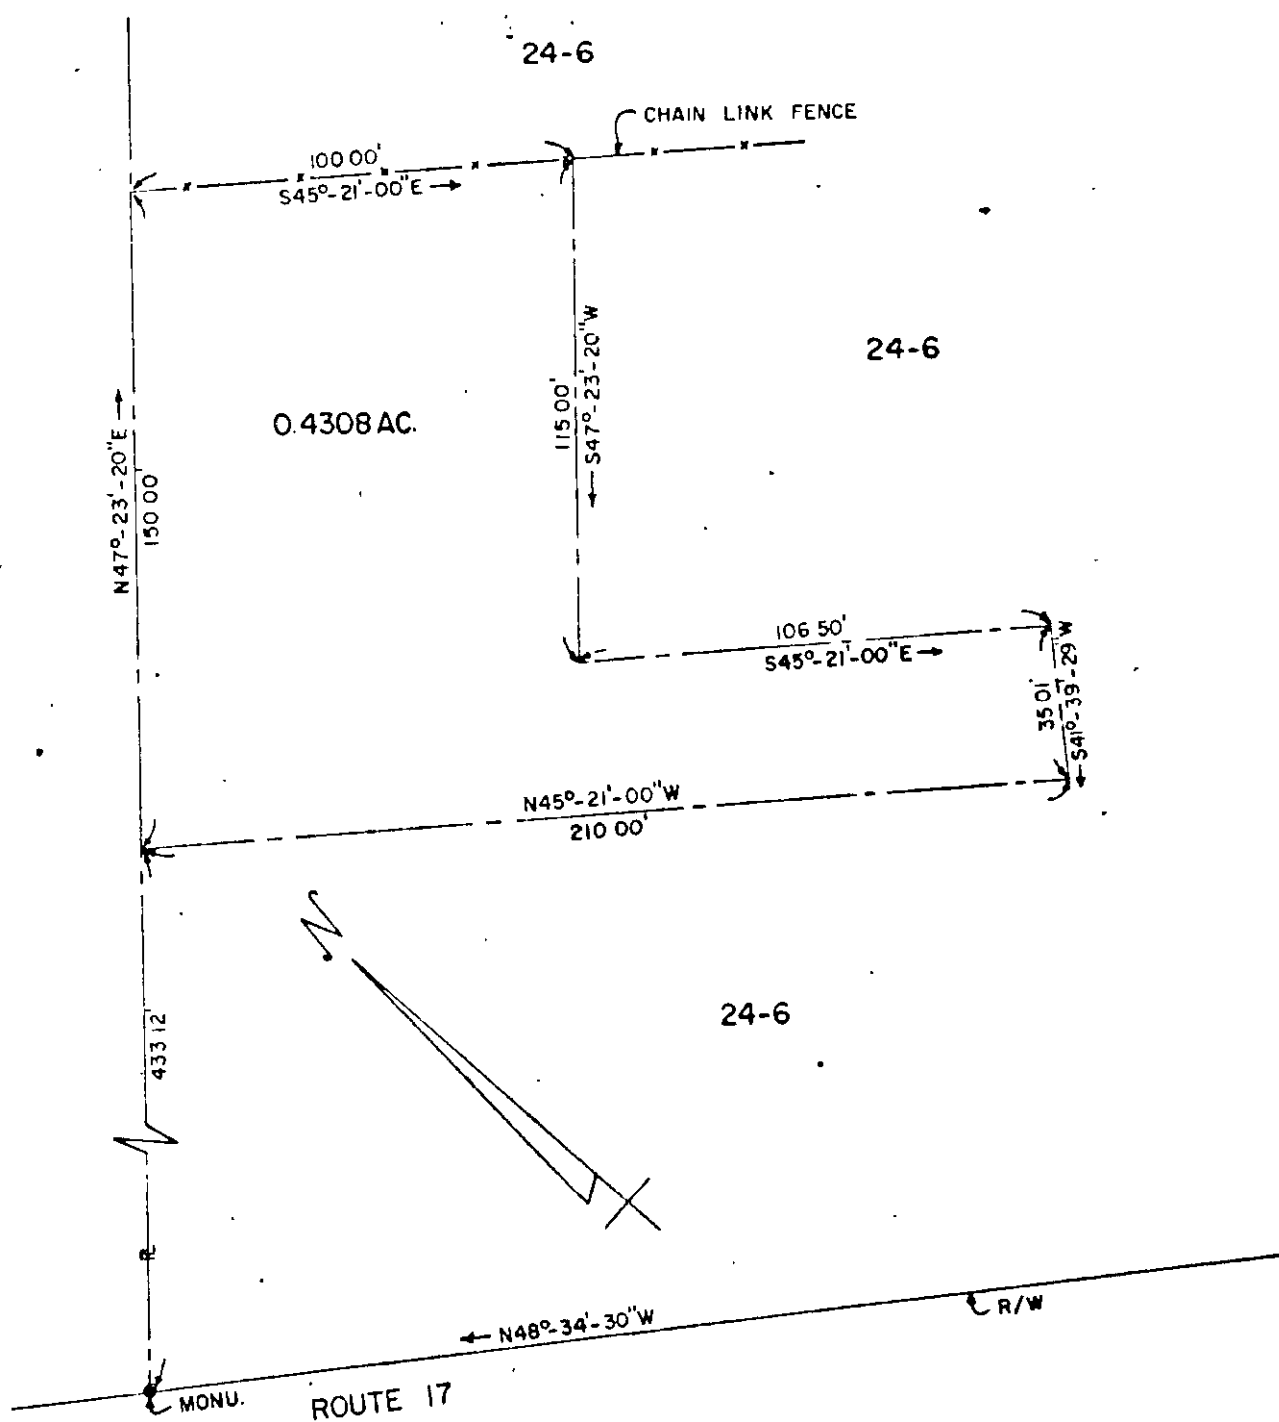 24-6
CHAIN LINK FENCE
100 00'
S45°-21'-00"E
115 00'
S47°-23'-20"W
24-6
0.4308 AC.
N47°-23'-20"E
150 00'
106 50'
S45°-21'-00"E
35 01'
S41°-39'-29"W
N45°-21'-00"W
210 00'
N
24-6
433 12'
N48°-34'-30"W
R/W
MONU.
ROUTE 17